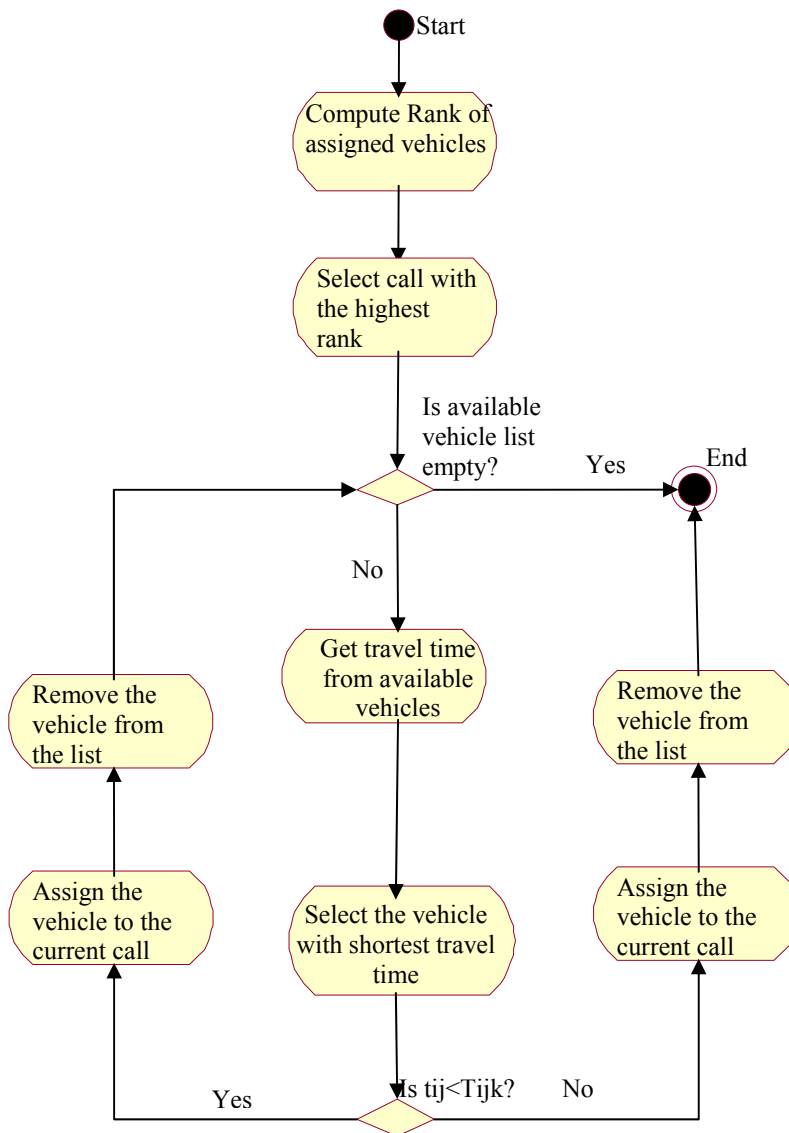 Start
Compute Rank of
assigned vehicles
Select call with
the highest
rank
Is available
vehicle list
empty?
Yes
End
No
Get travel time
from available
vehicles
Remove the
vehicle from
the list
Remove the
vehicle from
the list
Assign the
vehicle to the
current call
Select the vehicle
with shortest travel
time
Assign the
vehicle to the
current call
Yes
Is tij<Tijk?
No